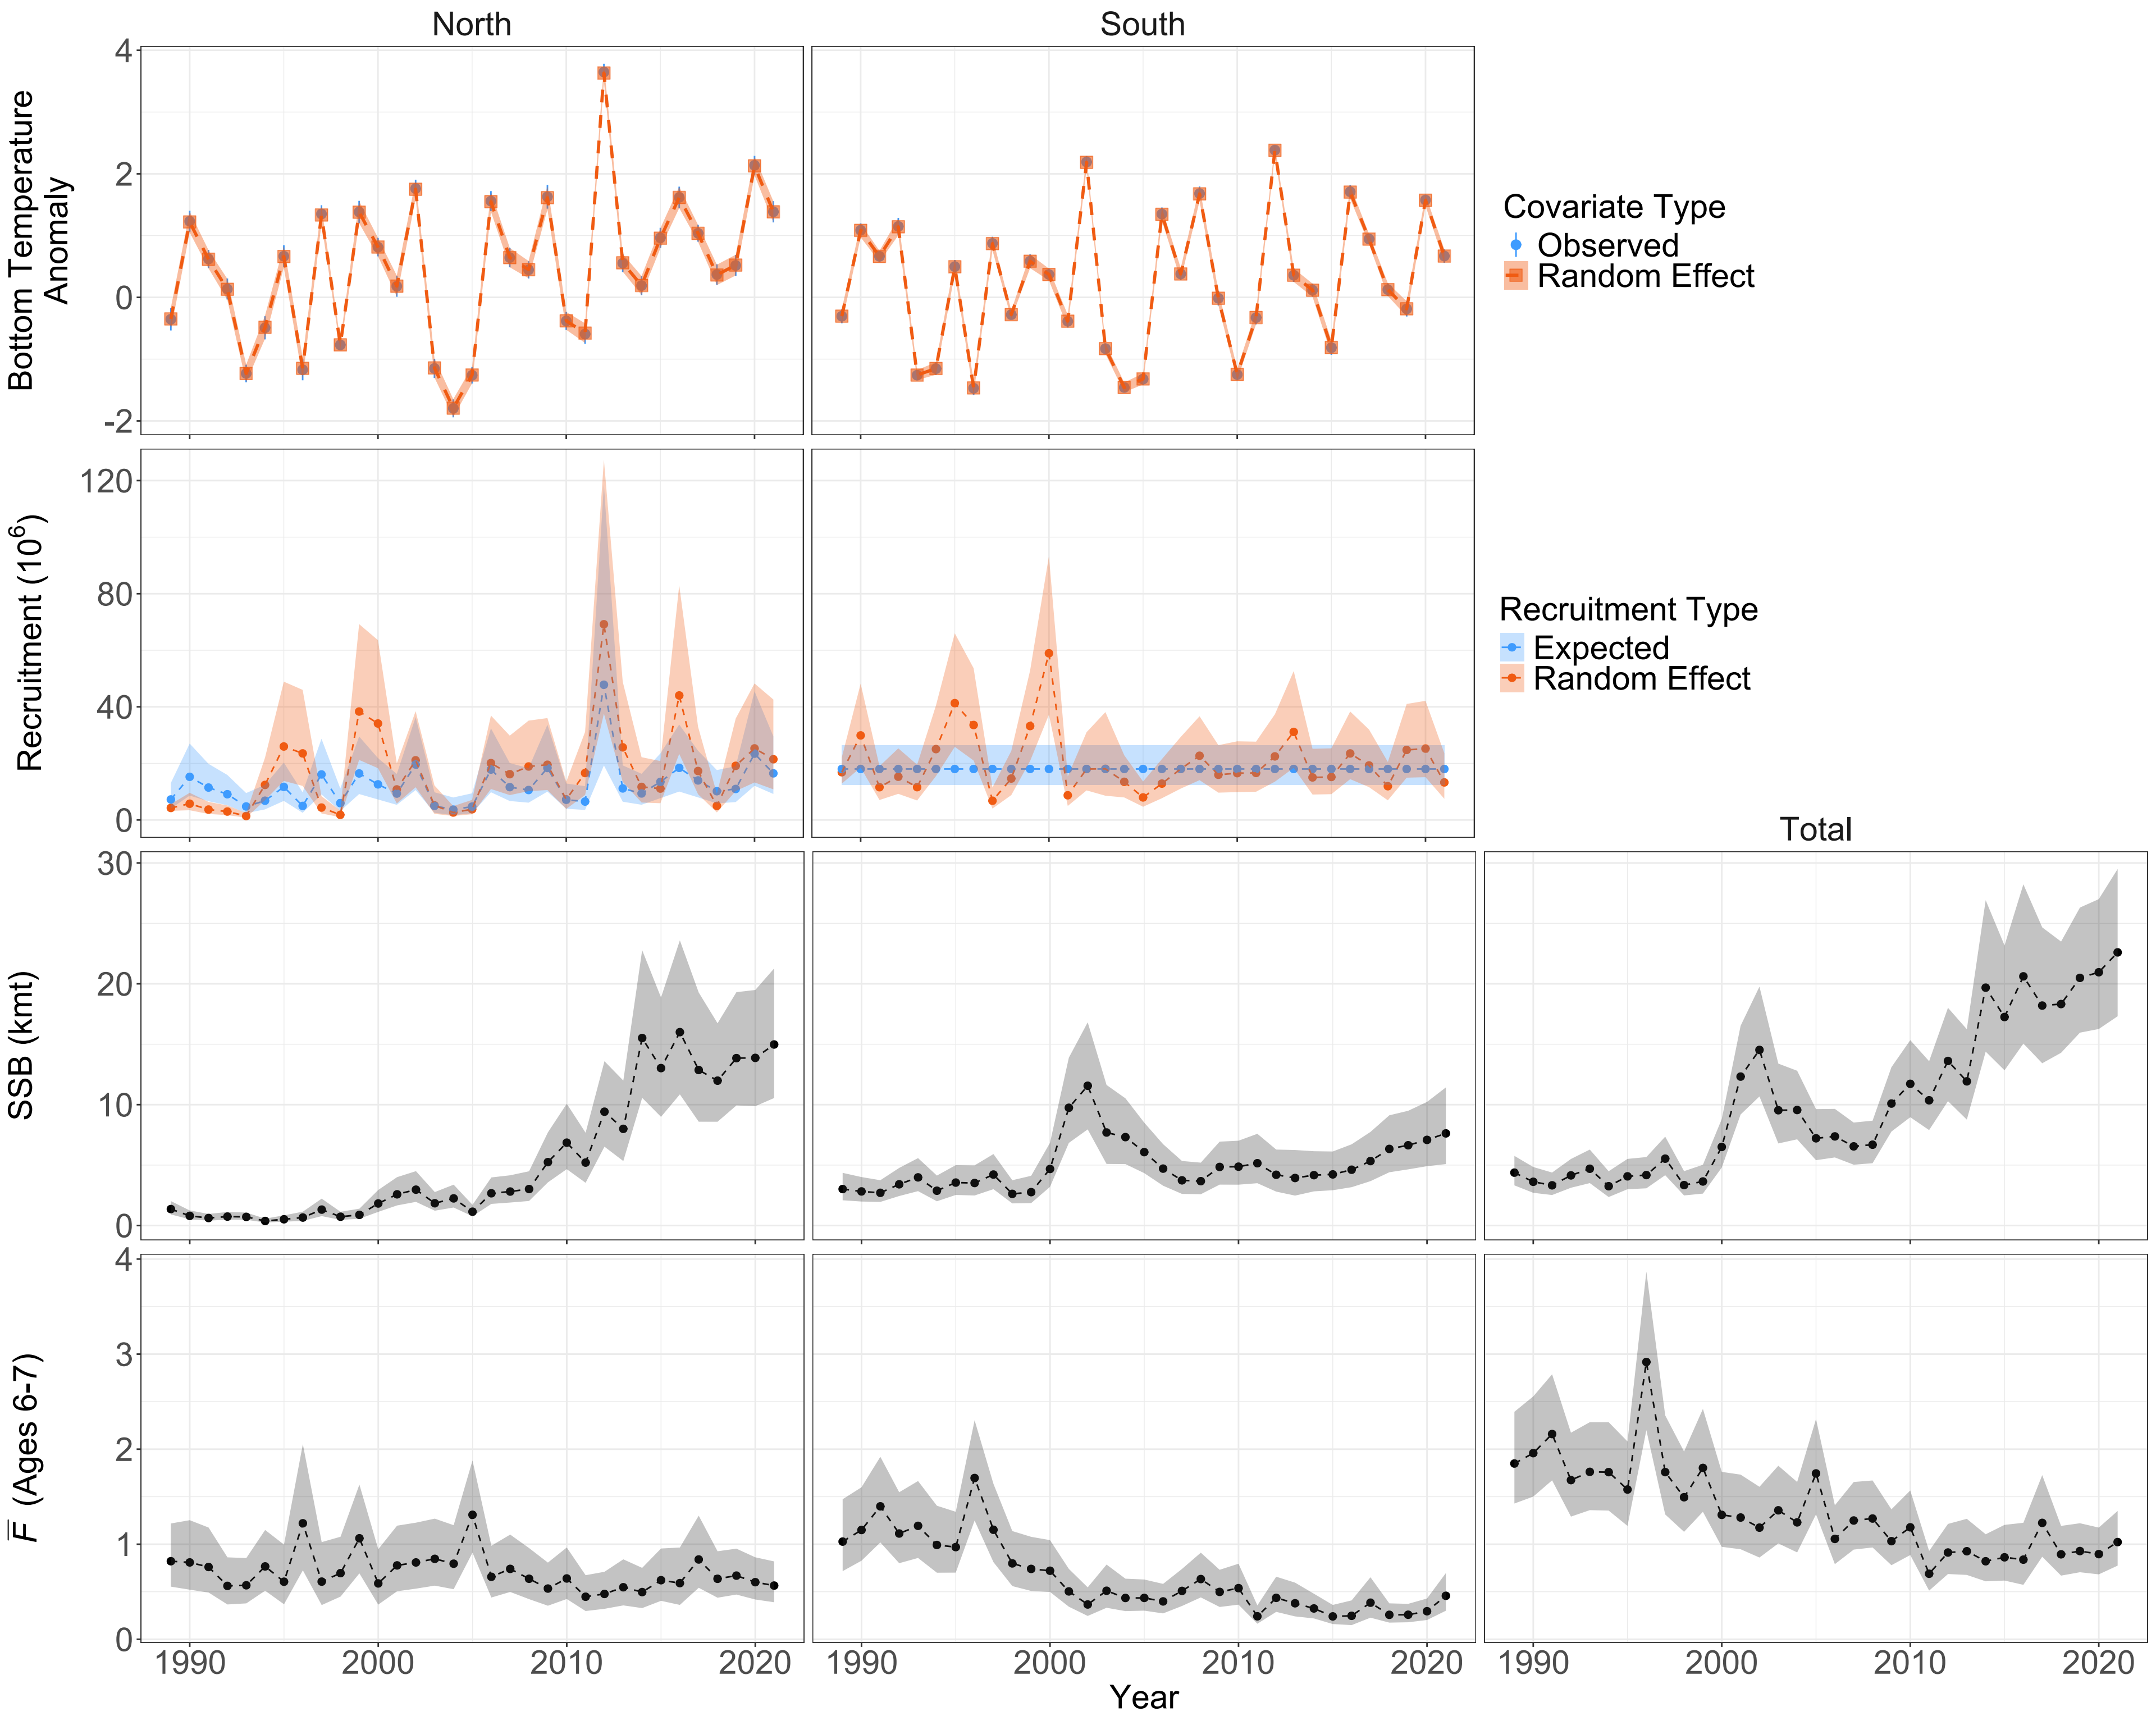 North
South
4
2
0
-2
Bottom Temperature
Anomaly
Covariate Type
Observed
Random Effect
120
80
40
0
Recruitment (10⁶)
Recruitment Type
Expected
Random Effect
Total
30
20
10
0
SSB (kmt)
4
3
2
1
0
F̅ (Ages 6-7)
1990
2000
2010
2020
1990
2000
2010
2020
1990
2000
2010
2020
Year